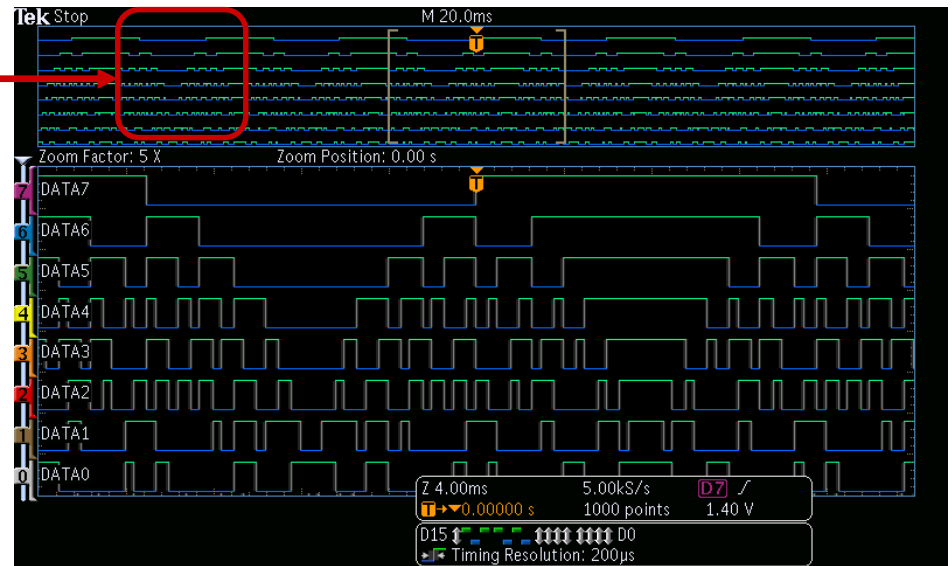 Tek Stop M 20.0ms
T
Zoom Factor: 5 X Zoom Position: 0.00 s
T
7 DATA7
6 DATA6
5 DATA5
4 DATA4
3 DATA3
2 DATA2
1 DATA1
0 DATA0
Z 4.00ms 5.00kS/s D7
T→▼0.00000 s 1000 points 1.40 V
D15 D0
Timing Resolution: 200µs